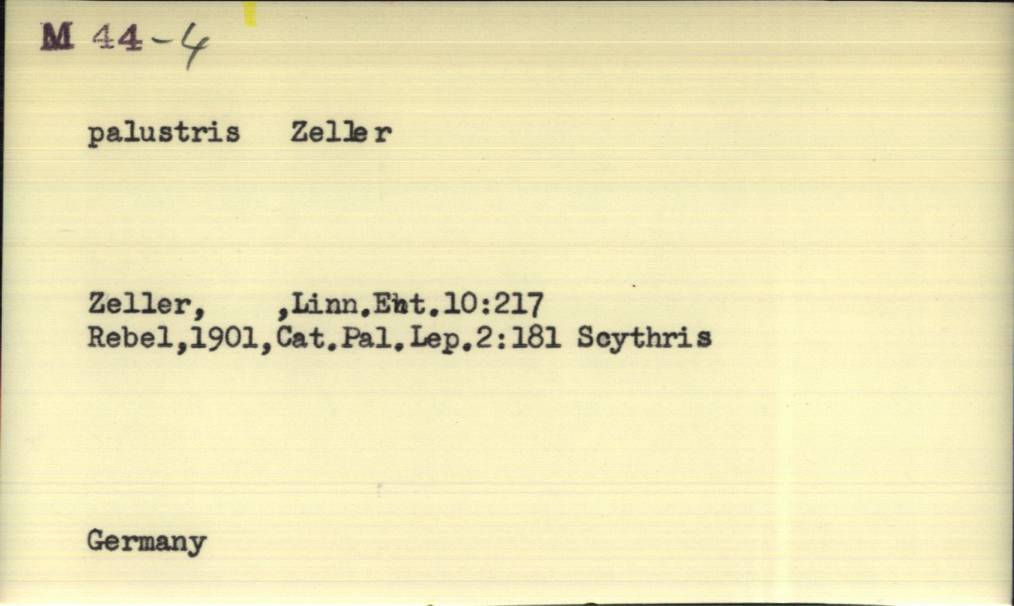 M 44-4
palustris Zeller
Zeller, ,Linn.Ent.10:217
Rebel,1901,Cat.Pal.Lep.2:181 Scythris
Germany